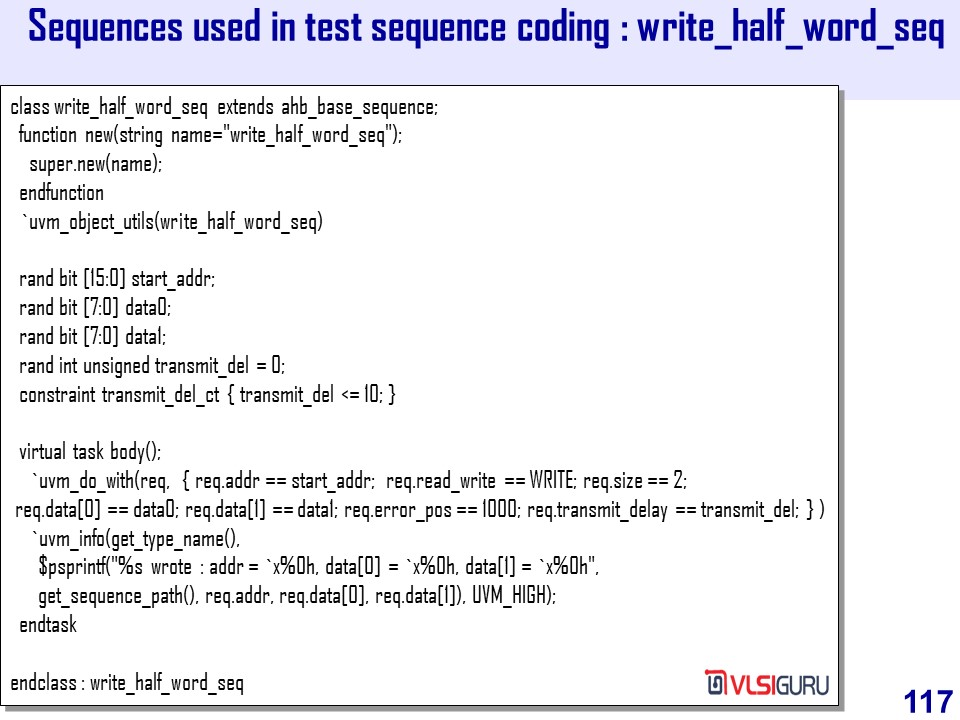 Sequences used in test sequence coding : write_half_word_seq
class write_half_word_seq extends ahb_base_sequence;
function new(string name="write_half_word_seq");
super.new(name);
endfunction
`uvm_object_utils(write_half_word_seq)
rand bit [15:0] start_addr;
rand bit [7:0] data0;
rand bit [7:0] data1;
rand int unsigned transmit_del = 0;
constraint transmit_del_ct { transmit_del <= 10; }
virtual task body();
`uvm_do_with(req, { req.addr == start_addr; req.read_write == WRITE; req.size == 2;
req.data[0] == data0; req.data[1] == data1; req.error_pos == 1000; req.transmit_delay == transmit_del; } )
`uvm_info(get_type_name(),
$psprintf("%s wrote : addr = `x%0h, data[0] = `x%0h, data[1] = `x%0h",
get_sequence_path(), req.addr, req.data[0], req.data[1]), UVM_HIGH);
endtask
endclass : write_half_word_seq
VLSIGURU
117